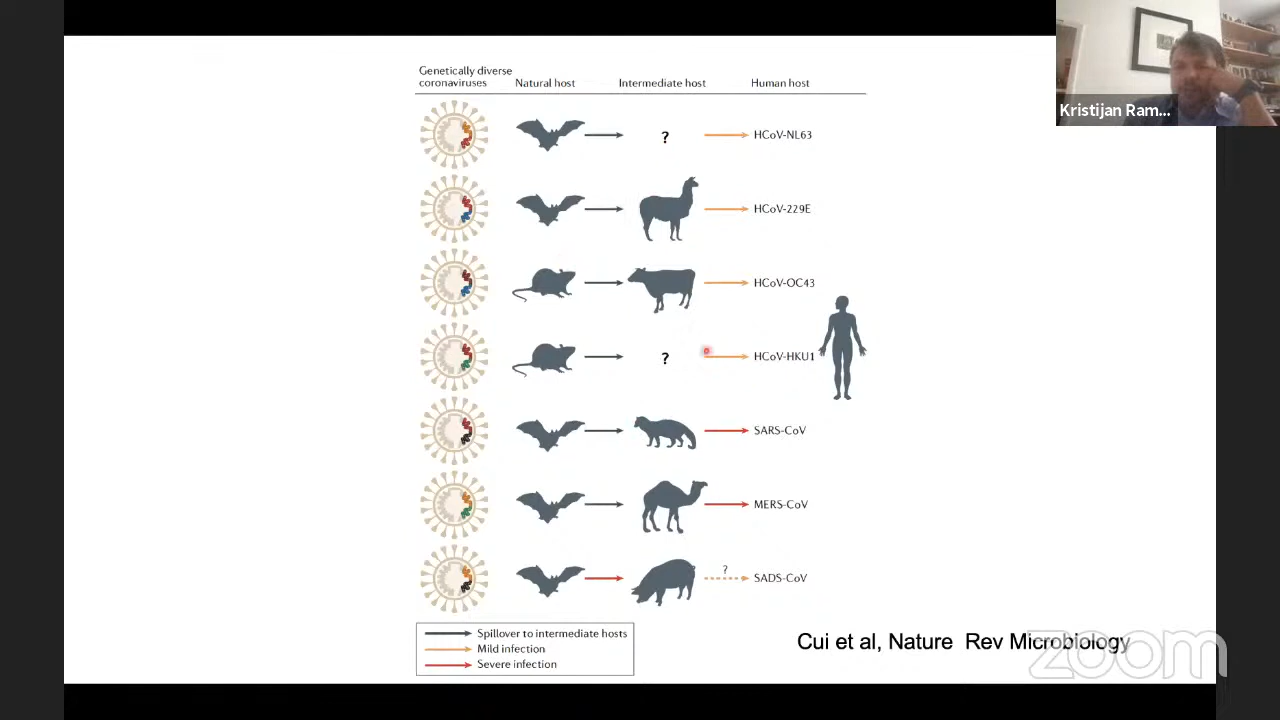 Genetically diverse
coronaviruses
Natural host
Intermediate host
Human host
?
HCoV-NL63
HCoV-229E
HCoV-OC43
?
HCoV-HKU1
SARS-CoV
MERS-CoV
?
SADS-CoV
Spillover to intermediate hosts
Mild infection
Severe infection
Cui et al, Nature Rev Microbiology
zoom
Kristijan Ram...